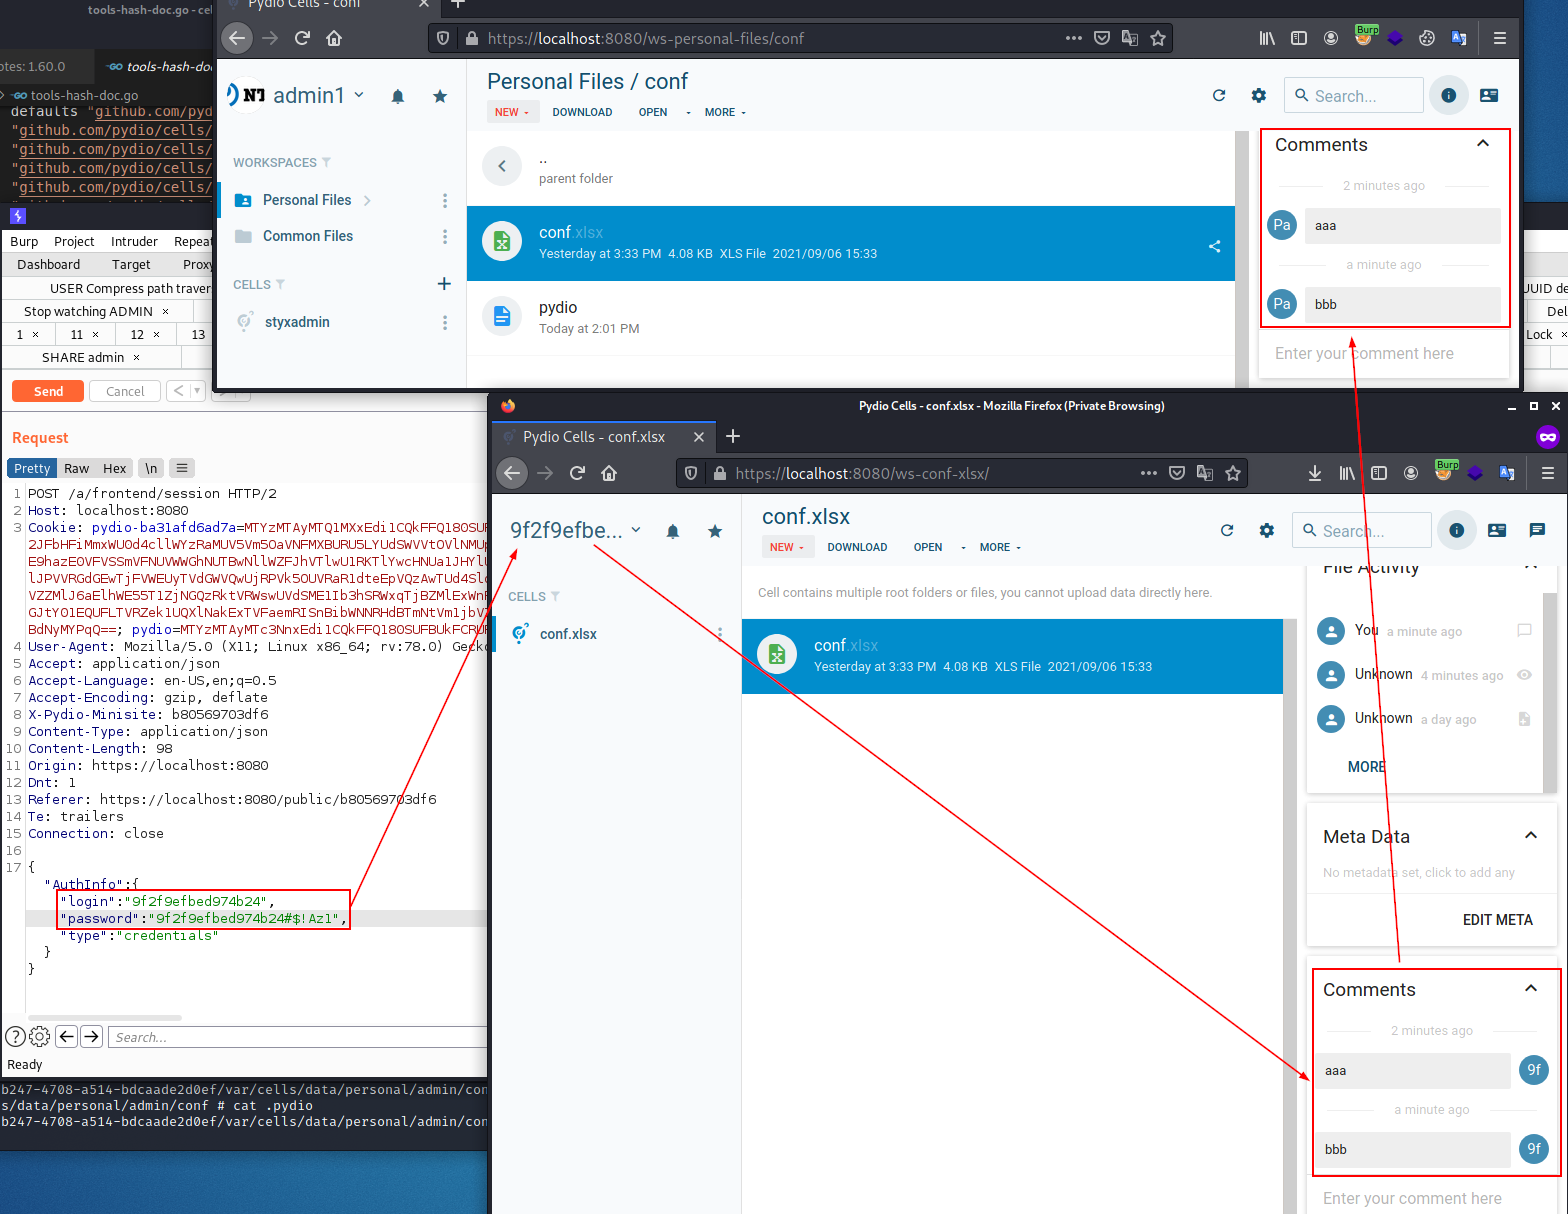 tools-hash-doc.go - cel
otes: 1.60.0
tools-hash-doc
tools-hash-doc.go
defaults "github.com/pyd
"github.com/pydio/cells/
"github.com/pydio/cells/
"github.com/pydio/cells/
"github.com/pydio/cells/
Pydio Cells - conf
https://localhost:8080/ws-personal-files/conf
Burp
admin1
Personal Files / conf
NEW
DOWNLOAD
OPEN
MORE
Search...
WORKSPACES
Personal Files
Common Files
CELLS
styxadmin
..
parent folder
conf.xlsx
Yesterday at 3:33 PM 4.08 KB XLS File 2021/09/06 15:33
pydio
Today at 2:01 PM
Comments
2 minutes ago
Pa
aaa
a minute ago
Pa
bbb
Enter your comment here
Burp Project Intruder Repeat
Dashboard Target Proxy
USER Compress path traver
UUID de
Stop watching ADMIN ×
Del
1 × 11 × 12 × 13
Lock ×
SHARE admin ×
Send
Cancel
Request
Pretty Raw Hex \n
1 POST /a/frontend/session HTTP/2
2 Host: localhost:8080
3 Cookie: pydio-ba31afd6ad7a=
4 User-Agent: Mozilla/5.0 (X11; Linux x86_64; rv:78.0) Gecko
5 Accept: application/json
6 Accept-Language: en-US,en;q=0.5
7 Accept-Encoding: gzip, deflate
8 X-Pydio-Minisite: b80569703df6
9 Content-Type: application/json
10 Content-Length: 98
11 Origin: https://localhost:8080
12 Dnt: 1
13 Referer: https://localhost:8080/public/b80569703df6
14 Te: trailers
15 Connection: close
16
17 {
"AuthInfo":{
"login":"9f2f9efbed974b24",
"password":"9f2f9efbed974b24#$!Az1",
"type":"credentials"
}
}
Search...
Ready
b247-4708-a514-bdcaade2d0ef/var/cells/data/personal/admin/con
s/data/personal/admin/conf # cat .pydio
b247-4708-a514-bdcaade2d0ef/var/cells/data/personal/admin/con
Pydio Cells - conf.xlsx - Mozilla Firefox (Private Browsing)
Pydio Cells - conf.xlsx
https://localhost:8080/ws-conf-xlsx/
Burp
9f2f9efbe...
conf.xlsx
NEW
DOWNLOAD
OPEN
MORE
Search...
CELLS
conf.xlsx
Cell contains multiple root folders or files, you cannot upload data directly here.
conf.xlsx
Yesterday at 3:33 PM 4.08 KB XLS File 2021/09/06 15:33
File Activity
You a minute ago
Unknown 4 minutes ago
Unknown a day ago
MORE
Meta Data
No metadata set, click to add any
EDIT META
Comments
2 minutes ago
aaa
9f
a minute ago
bbb
9f
Enter your comment here